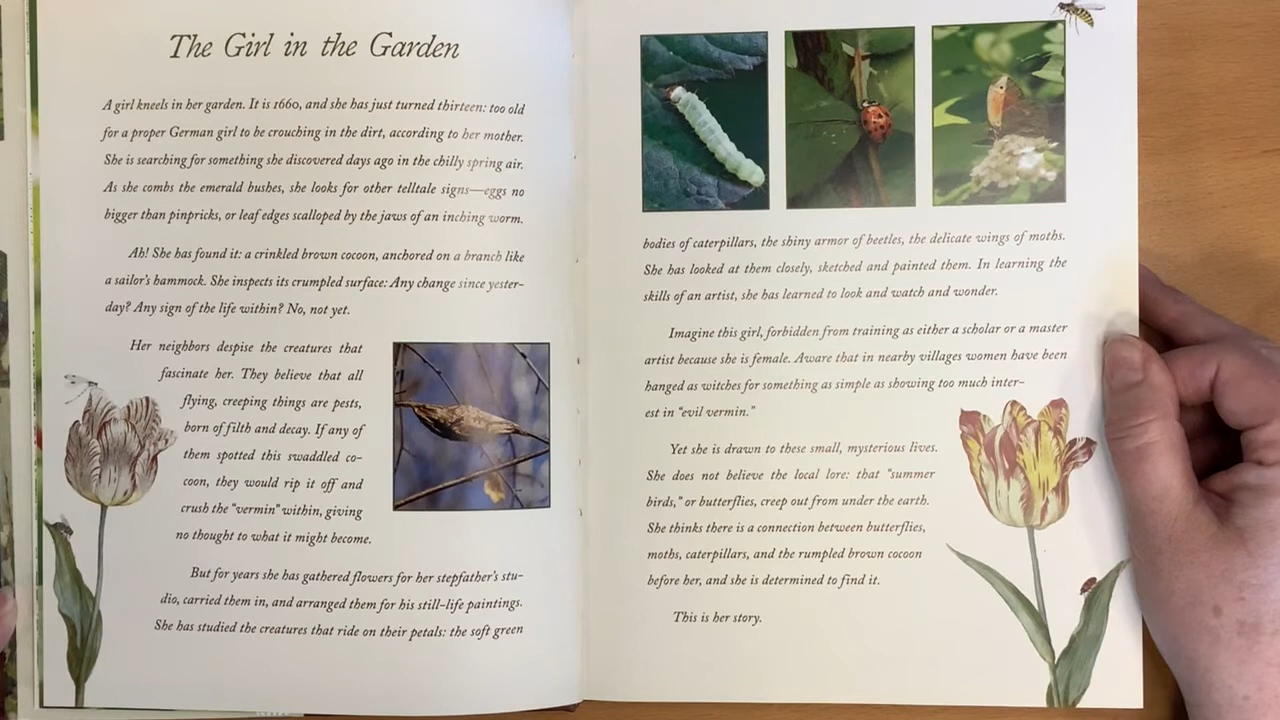 The Girl in the Garden
A girl kneels in her garden. It is 1660, and she has just turned thirteen: too old
for a proper German girl to be crouching in the dirt, according to her mother.
She is searching for something she discovered days ago in the chilly spring air.
As she combs the emerald bushes, she looks for other telltale signs—eggs no
bigger than pinpricks, or leaf edges scalloped by the jaws of an inching worm.
Ah! She has found it: a crinkled brown cocoon, anchored on a branch like
a sailor's hammock. She inspects its crumpled surface: Any change since yester-
day? Any sign of the life within? No, not yet.
Her neighbors despise the creatures that
fascinate her. They believe that all
flying, creeping things are pests,
born of filth and decay. If any of
them spotted this swaddled co-
coon, they would rip it off and
crush the "vermin" within, giving
no thought to what it might become.
But for years she has gathered flowers for her stepfather's stu-
dio, carried them in, and arranged them for his still-life paintings.
She has studied the creatures that ride on their petals: the soft green
bodies of caterpillars, the shiny armor of beetles, the delicate wings of moths.
She has looked at them closely, sketched and painted them. In learning the
skills of an artist, she has learned to look and watch and wonder.
Imagine this girl, forbidden from training as either a scholar or a master
artist because she is female. Aware that in nearby villages women have been
hanged as witches for something as simple as showing too much inter-
est in "evil vermin."
Yet she is drawn to these small, mysterious lives.
She does not believe the local lore: that "summer
birds," or butterflies, creep out from under the earth.
She thinks there is a connection between butterflies,
moths, caterpillars, and the rumpled brown cocoon
before her, and she is determined to find it.
This is her story.